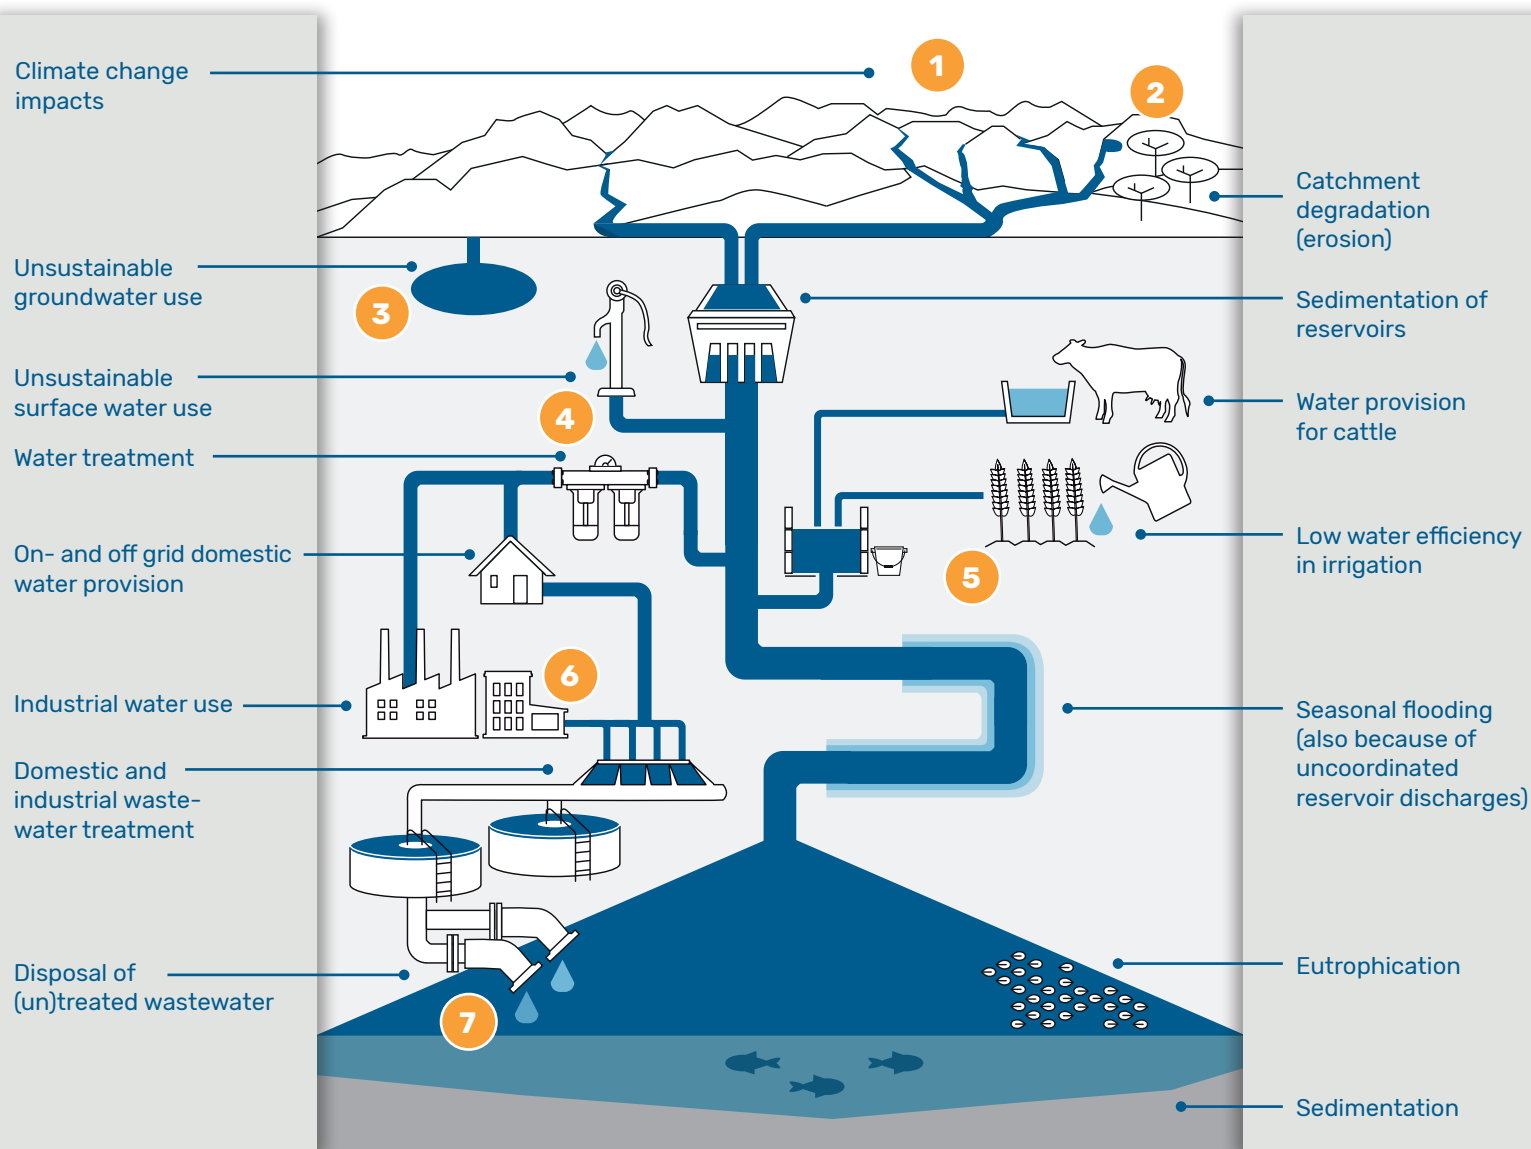 Climate change
impacts
1
2
Catchment
degradation
(erosion)
Unsustainable
groundwater use
3
Sedimentation of
reservoirs
Unsustainable
surface water use
4
Water provision
for cattle
Water treatment
On- and off grid domestic
water provision
Low water efficiency
in irrigation
5
6
Industrial water use
Seasonal flooding
(also because of
uncoordinated
reservoir discharges)
Domestic and
industrial waste-
water treatment
Disposal of
(un)treated wastewater
7
Eutrophication
Sedimentation